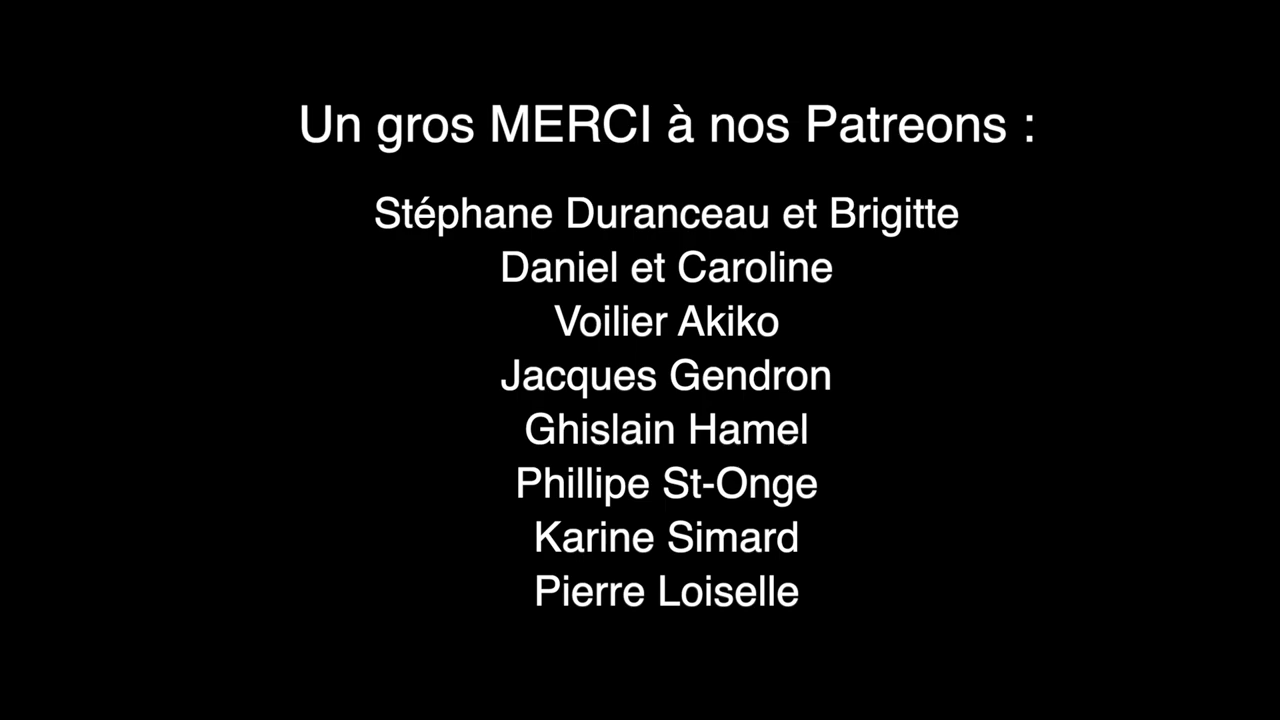 Un gros MERCI à nos Patreons :
Stéphane Duranceau et Brigitte
Daniel et Caroline
Voilier Akiko
Jacques Gendron
Ghislain Hamel
Phillipe St-Onge
Karine Simard
Pierre Loiselle